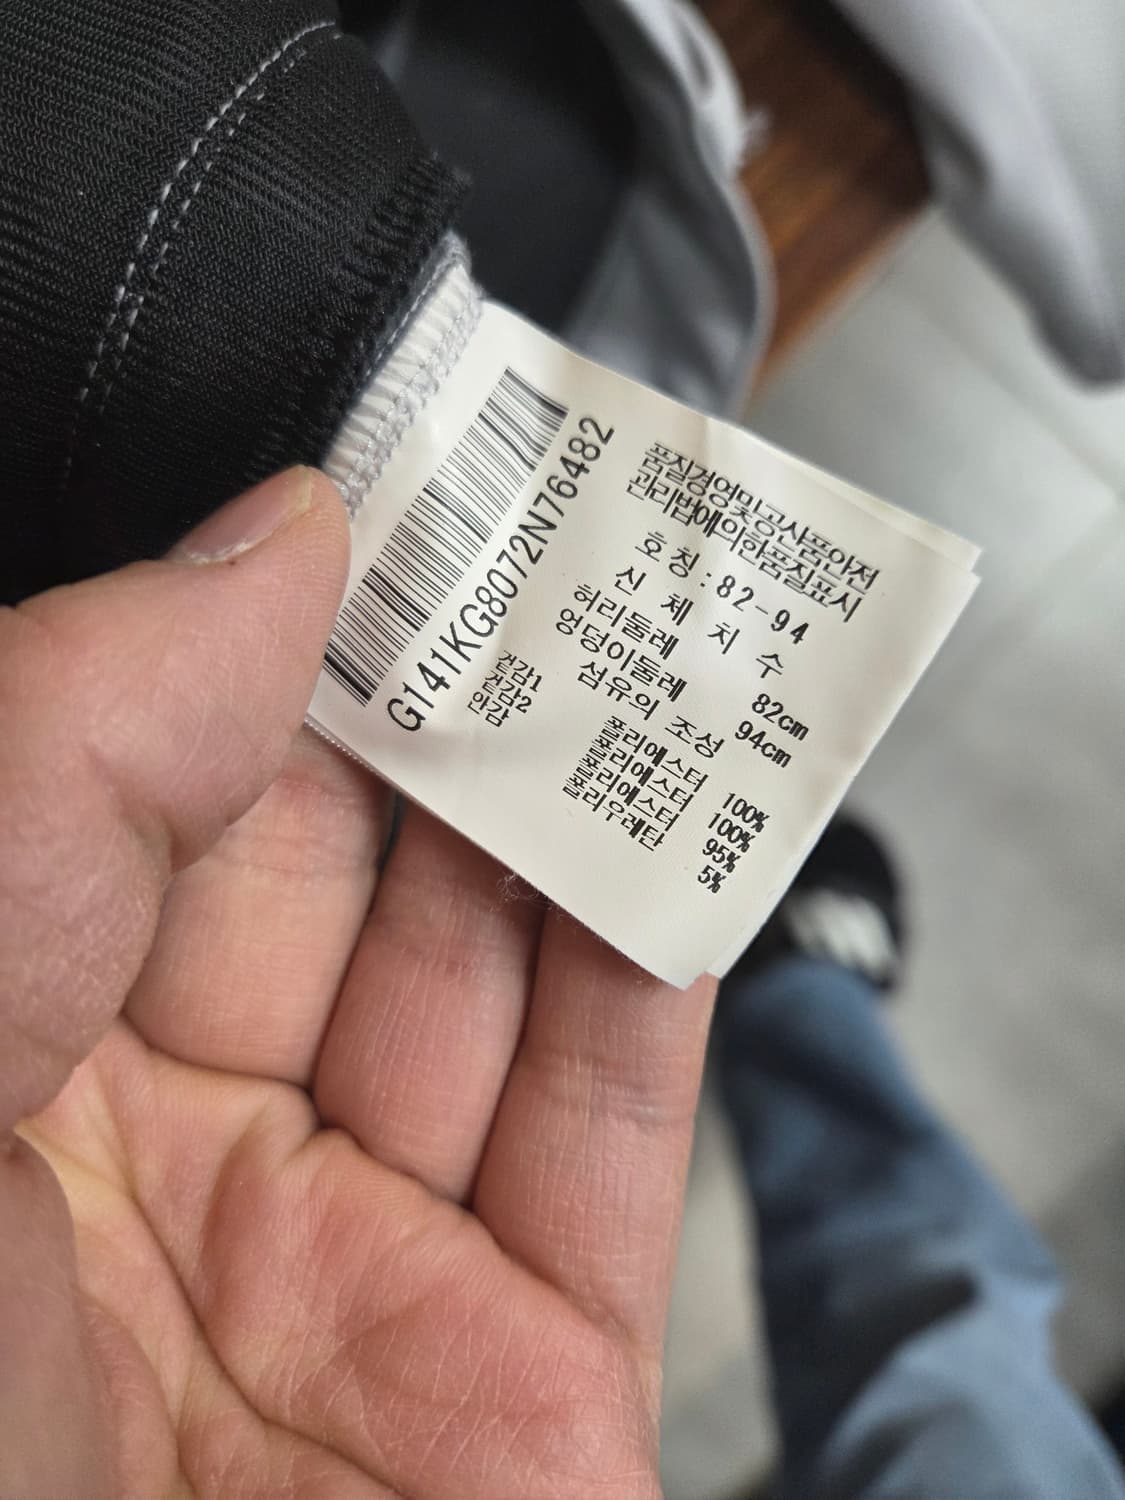 G141KG8072N76482
품질경영및공산품안전
관리법에의한품질표시
호 칭 : 82-94
신 체 치 수
허리둘레 82cm
엉덩이둘레 94cm
섬유의 조성
겉감1 폴리에스터 100%
겉감2 폴리에스터 100%
안감 폴리에스터 95%
폴리우레탄 5%